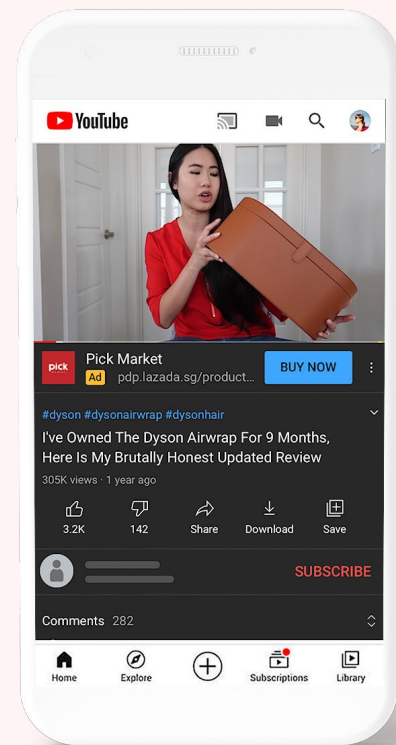 YouTube
pick
Pick Market
Ad pdp.lazada.sg/product...
BUY NOW
#dyson #dysonairwrap #dysonhair
I've Owned The Dyson Airwrap For 9 Months,
Here Is My Brutally Honest Updated Review
305K views · 1 year ago
3.2K 142 Share Download Save
SUBSCRIBE
Comments 282
Home Explore Subscriptions Library